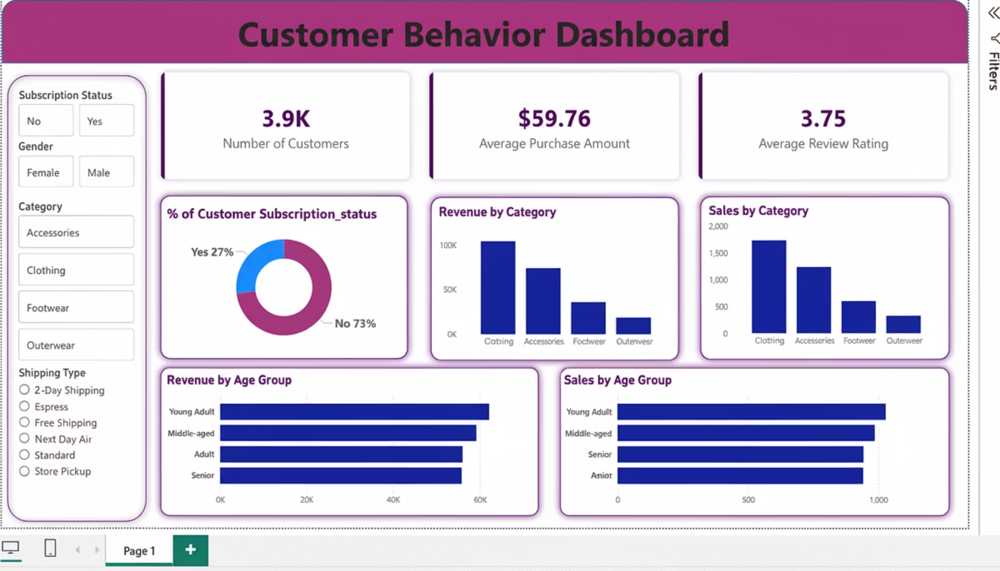 Customer Behavior Dashboard
Filters
Subscription Status
No
Yes
Gender
Female
Male
Category
Accessories
Clothing
Footwear
Outerwear
Shipping Type
2-Day Shipping
Espress
Free Shipping
Next Day Air
Standard
Store Pickup
3.9K
Number of Customers
$59.76
Average Purchase Amount
3.75
Average Review Rating
% of Customer Subscription_status
Yes 27%
No 73%
Revenue by Category
100K
50K
0K
Accessories
Sales by Category
2,000
1,500
1,000
500
0
Clotring Accesseries Footweer Outerweer
Revenue by Age Group
Young Adult
Middle-aged
Adult
Senior
0K 20K 40K 60K
Sales by Age Group
Young Adult
Middle-aged
Senior
0 500 1,000
Page 1